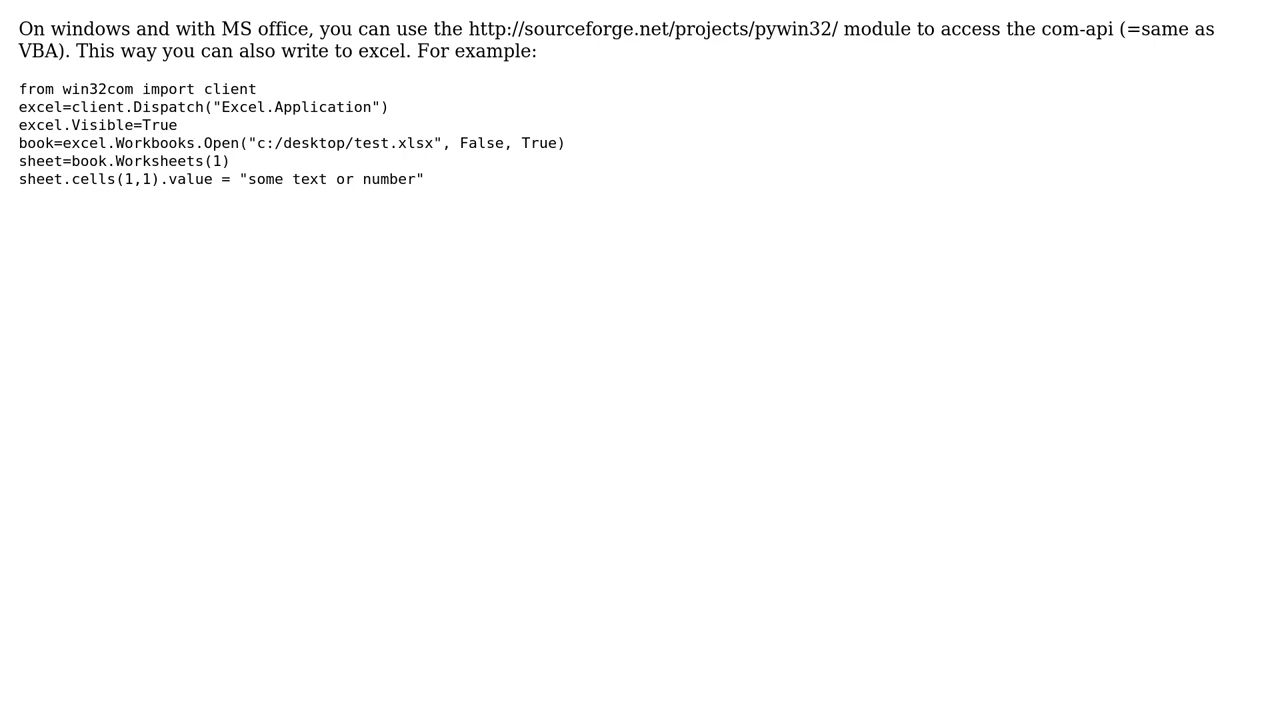 On windows and with MS office, you can use the http://sourceforge.net/projects/pywin32/ module to access the com-api (=same as
VBA). This way you can also write to excel. For example:
from win32com import client
excel=client.Dispatch("Excel.Application")
excel.Visible=True
book=excel.Workbooks.Open("c:/desktop/test.xlsx", False, True)
sheet=book.Worksheets(1)
sheet.cells(1,1).value = "some text or number"